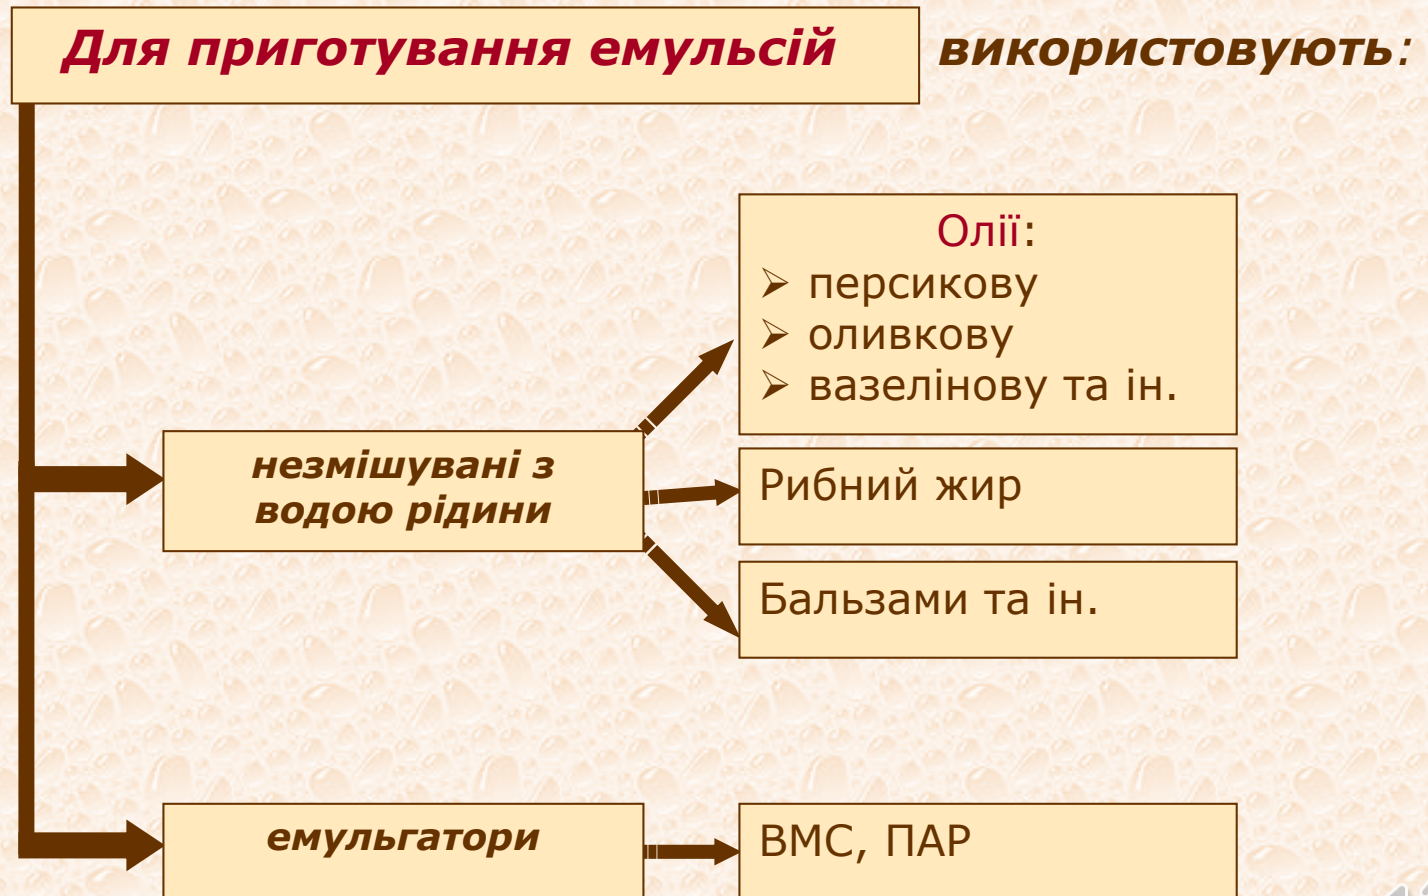 Для приготування емульсій використовують:
Олії:
➢ персикову
➢ оливкову
➢ вазелінову та ін.
незмішувані з
водою рідини
Рибний жир
Бальзами та ін.
емульгатори
ВМС, ПАР